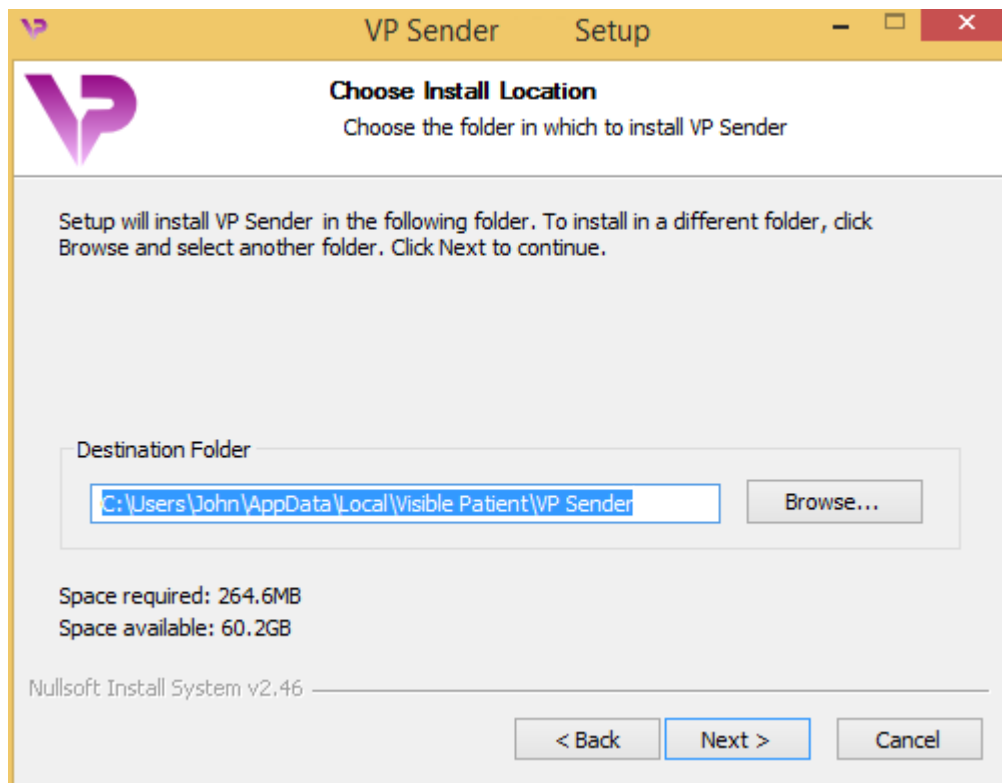 VP Sender Setup
VP
Choose Install Location
Choose the folder in which to install VP Sender
Setup will install VP Sender in the following folder. To install in a different folder, click
Browse and select another folder. Click Next to continue.
Destination Folder
C:\Users\John\AppData\Local\Visible Patient\VP Sender
Browse...
Space required: 264.6MB
Space available: 60.2GB
Nullsoft Install System v2.46
< Back
Next >
Cancel